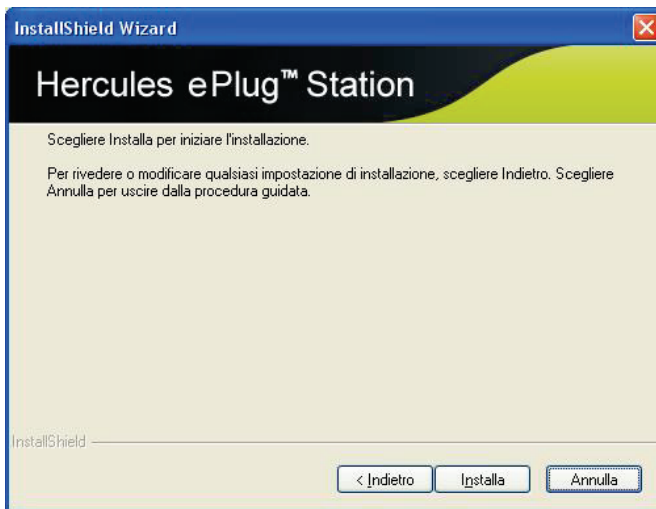 InstallShield Wizard
Hercules ePlug™ Station
Scegliere Installa per iniziare l'installazione.
Per rivedere o modificare qualsiasi impostazione di installazione, scegliere Indietro. Scegliere
Annulla per uscire dalla procedura guidata.
InstallShield
< Indietro
Installa
Annulla